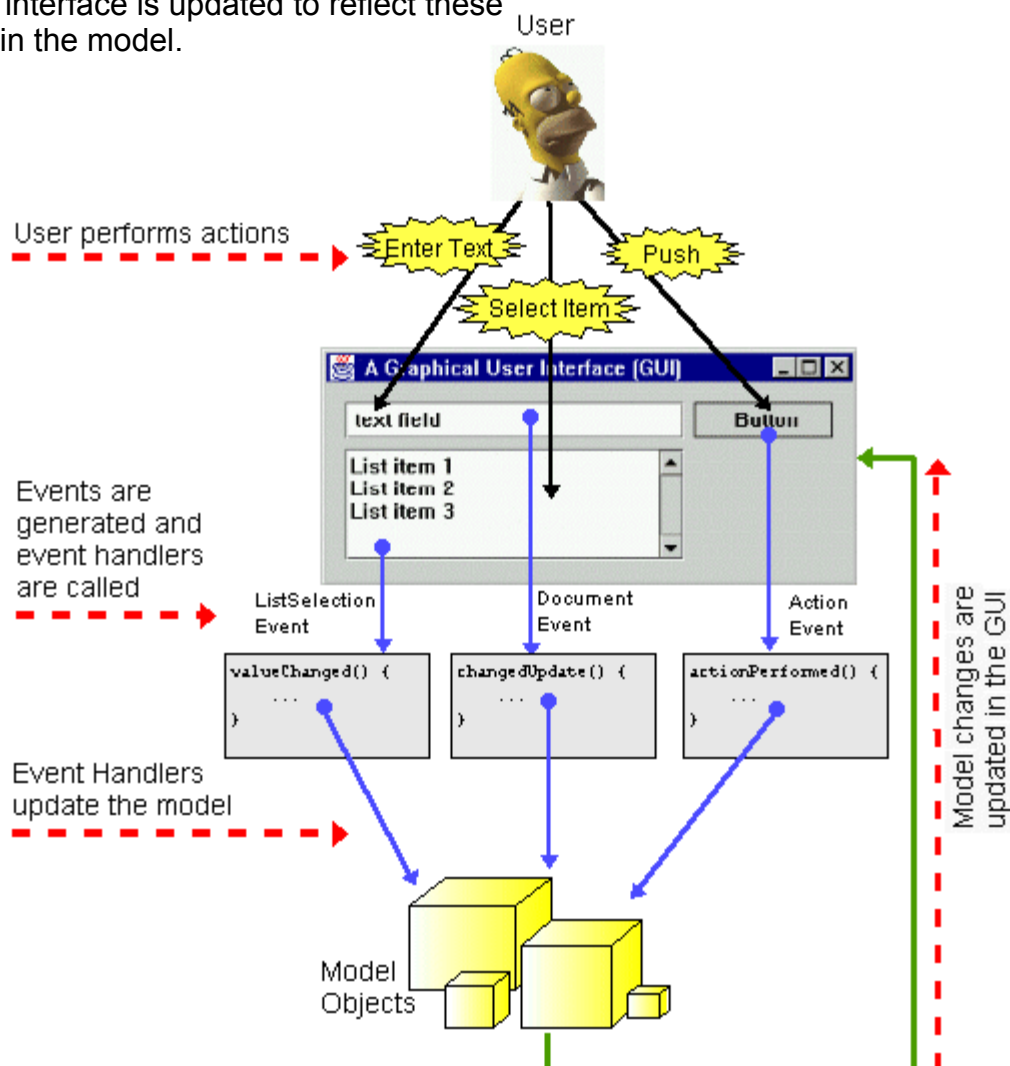 interface is updated to reflect these
in the model.
User
User performs actions
Enter Text
Push
Select Item
A Graphical User Interface (GUI)
text field
Button
List item 1
List item 2
List item 3
Events are
generated and
event handlers
are called
ListSelection
Event
Document
Event
Action
Event
valueChanged() {
...
}
changedUpdate() {
...
}
actionPerformed() {
...
}
Event Handlers
update the model
Model
Objects
Model changes are
updated in the GUI